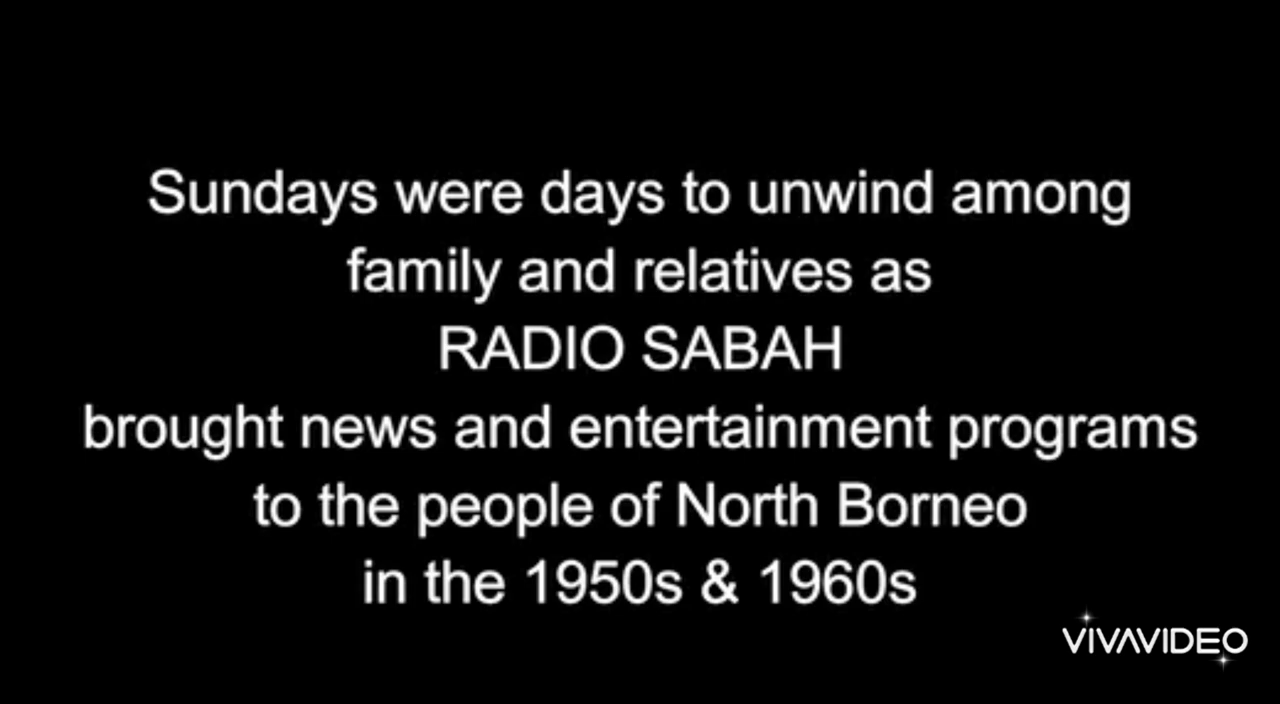 Sundays were days to unwind among
family and relatives as
RADIO SABAH
brought news and entertainment programs
to the people of North Borneo
in the 1950s & 1960s
VIVAVIDEO